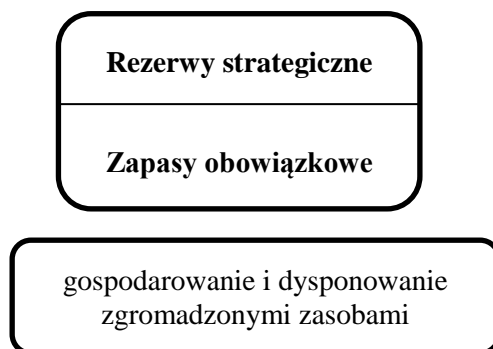 Rezerwy strategiczne
Zapasy obowiązkowe
gospodarowanie i dysponowanie
zgromadzonymi zasobami